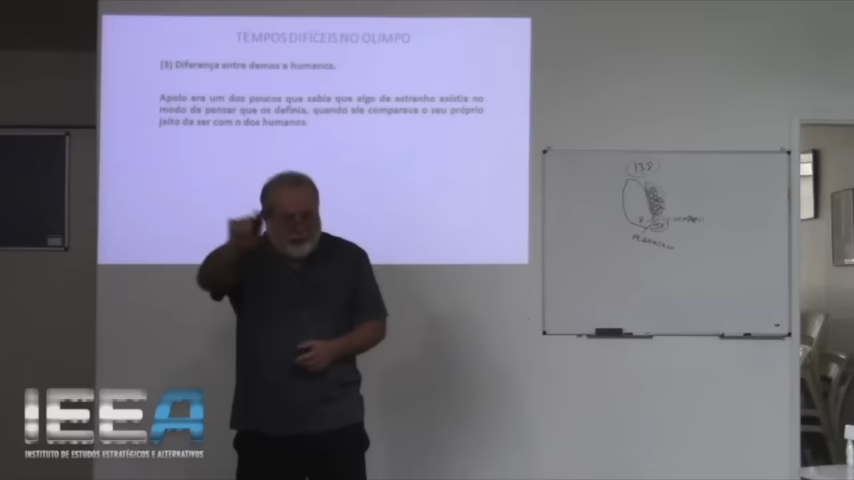 TEMPOS DIFÍCEIS NO OLIMPO
(3) Diferença entre demos e humanos.
Apolo era um dos poucos que sabia que algo de estranho existia no
modo de pensar que os definia, quando ele comparava o seu próprio
jeito de ser com o dos humanos.
138
IEEA
INSTITUTO DE ESTUDOS ESTRATÉGICOS E ALTERNATIVOS